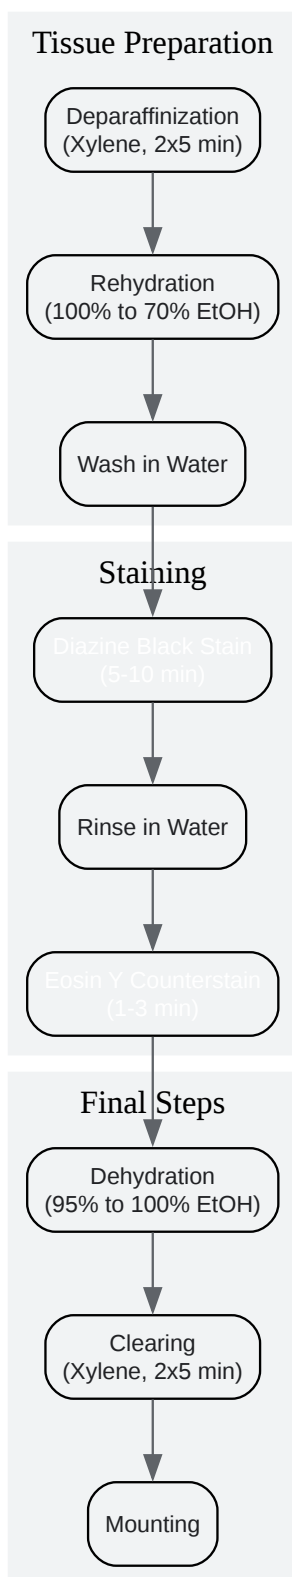 Tissue Preparation
Deparaffinization
(Xylene, 2x5 min)
Rehydration
(100% to 70% EtOH)
Wash in Water
Staining
Diazine Black Stain
(5-10 min)
Rinse in Water
Eosin Y Counterstain
(1-3 min)
Final Steps
Dehydration
(95% to 100% EtOH)
Clearing
(Xylene, 2x5 min)
Mounting